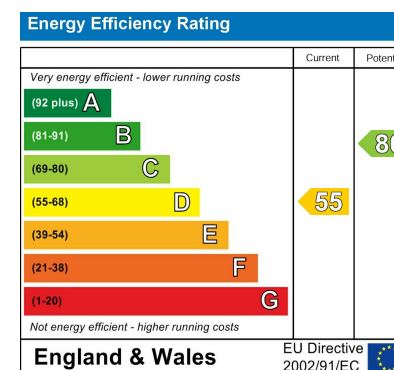 Energy Efficiency Rating
Current
Very energy efficient - lower running costs
(92 plus) A
(81-91) B
(69-80) C
(55-68) D
55
(39-54) E
(21-38) F
(1-20) G
Not energy efficient - higher running costs
England & Wales
EU Directive
2002/91/EC